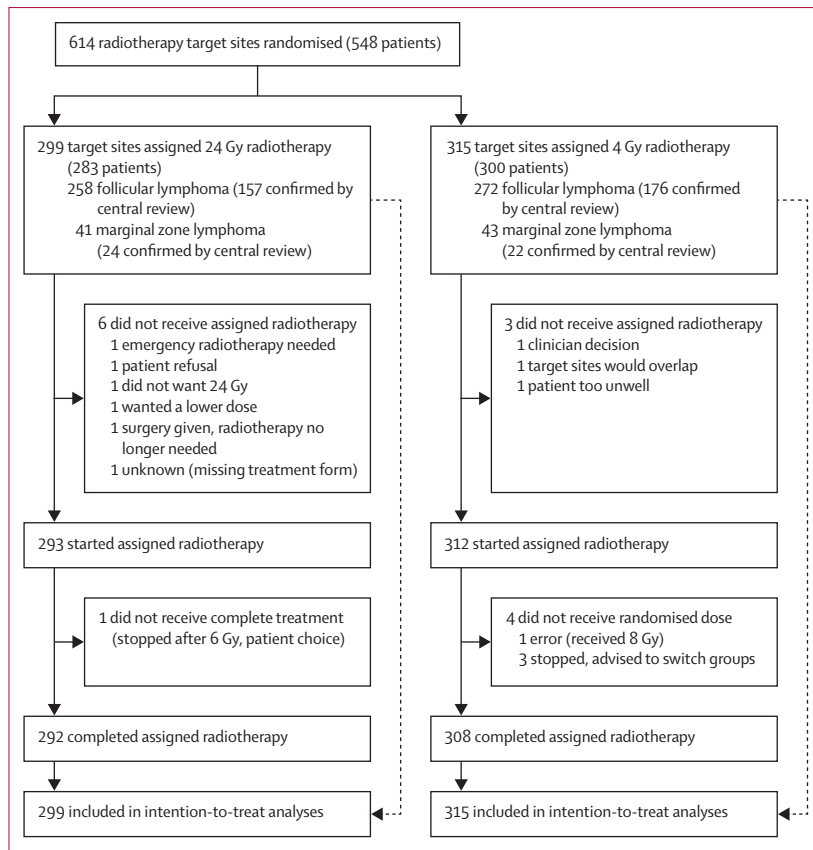 614 radiotherapy target sites randomised (548 patients)
299 target sites assigned 24 Gy radiotherapy
(283 patients)
258 follicular lymphoma (157 confirmed by
central review)
41 marginal zone lymphoma
(24 confirmed by central review)
315 target sites assigned 4 Gy radiotherapy
(300 patients)
272 follicular lymphoma (176 confirmed
by central review)
43 marginal zone lymphoma
(22 confirmed by central review)
6 did not receive assigned radiotherapy
1 emergency radiotherapy needed
1 patient refusal
1 did not want 24 Gy
1 wanted a lower dose
1 surgery given, radiotherapy no
longer needed
1 unknown (missing treatment form)
3 did not receive assigned radiotherapy
1 clinician decision
1 target sites would overlap
1 patient too unwell
293 started assigned radiotherapy
312 started assigned radiotherapy
1 did not receive complete treatment
(stopped after 6 Gy, patient choice)
4 did not receive randomised dose
1 error (received 8 Gy)
3 stopped, advised to switch groups
292 completed assigned radiotherapy
308 completed assigned radiotherapy
299 included in intention-to-treat analyses
315 included in intention-to-treat analyses